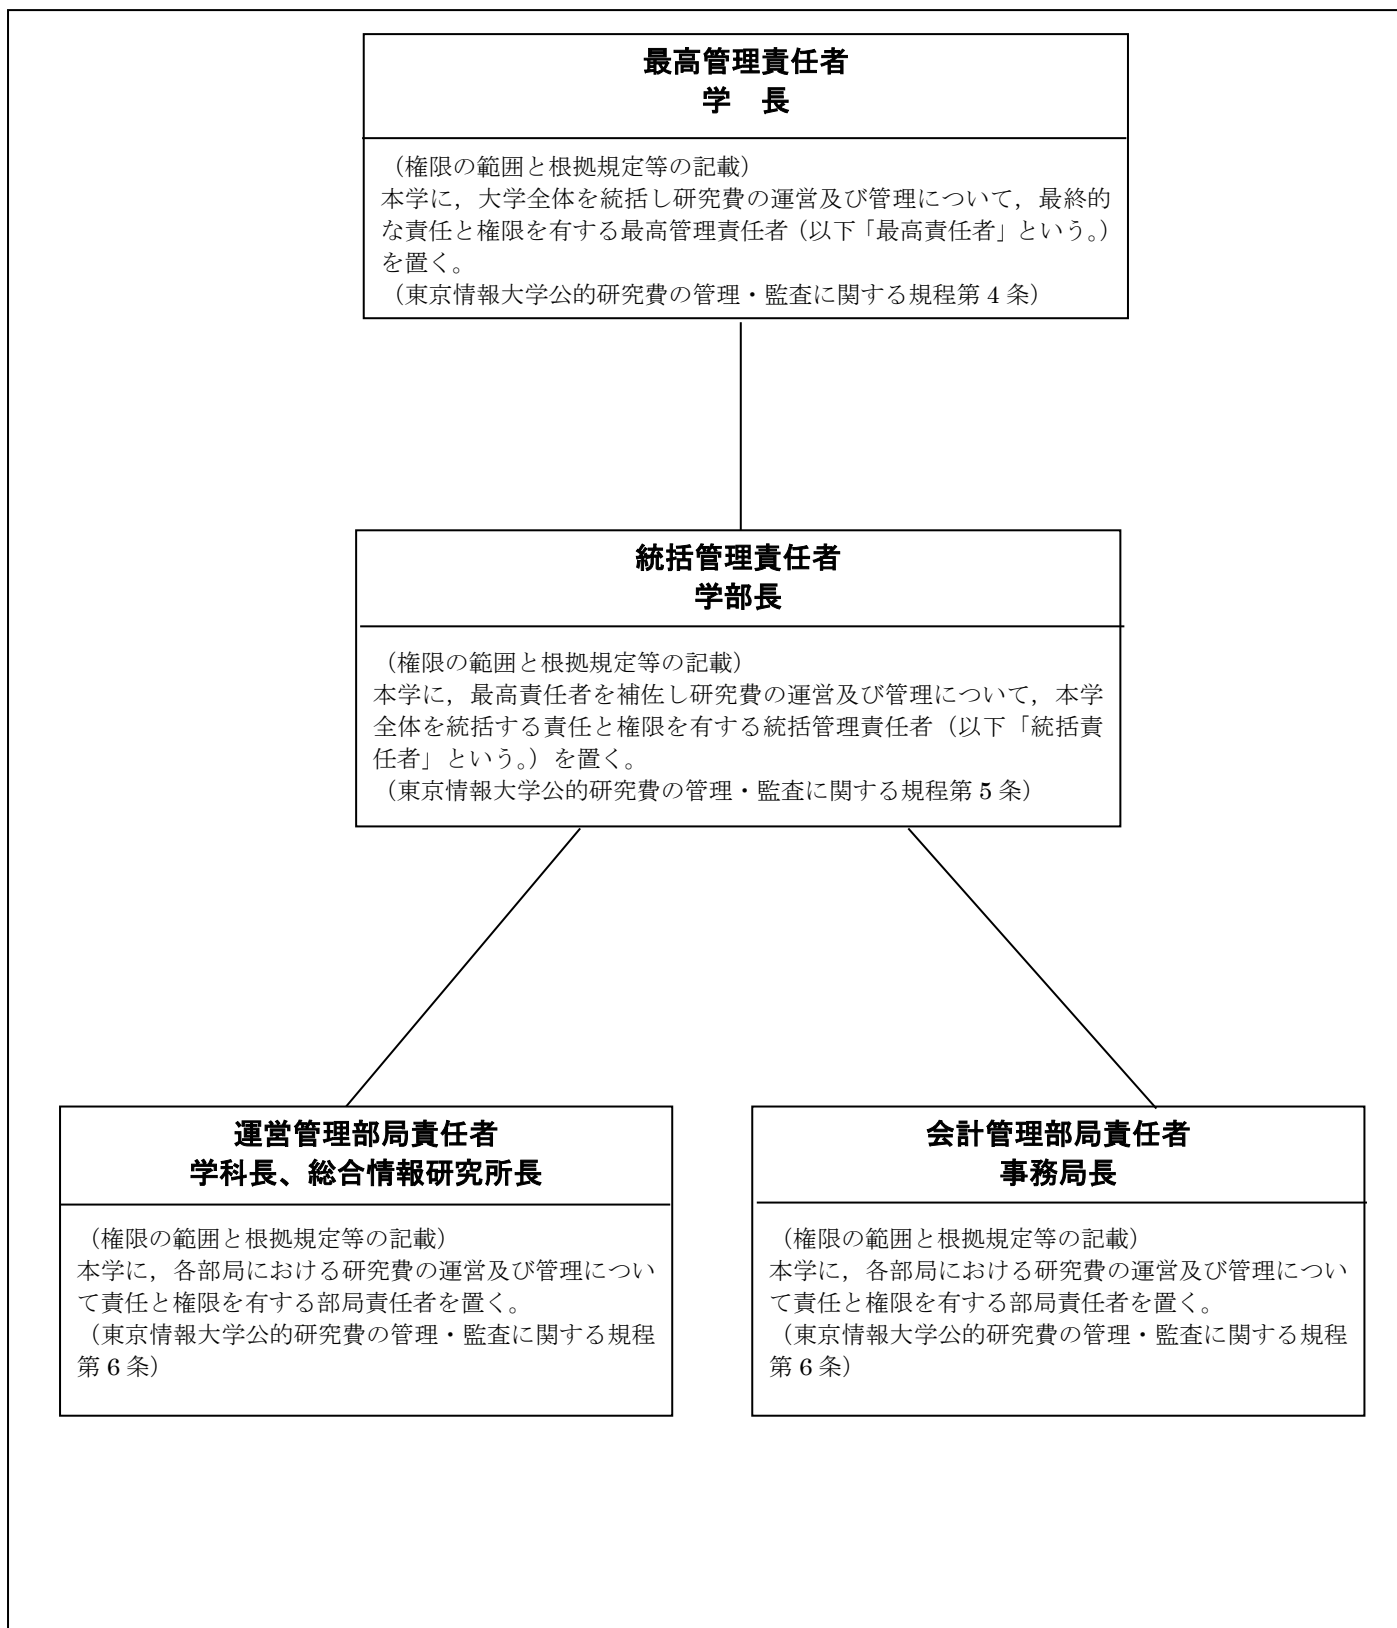 最高管理責任者
学　長
（権限の範囲と根拠規定等の記載）
本学に，大学全体を統括し研究費の運営及び管理について，最終的
な責任と権限を有する最高管理責任者（以下「最高責任者」という。）
を置く。
（東京情報大学公的研究費の管理・監査に関する規程第 4 条）
統括管理責任者
学部長
（権限の範囲と根拠規定等の記載）
本学に，最高責任者を補佐し研究費の運営及び管理について，本学
全体を統括する責任と権限を有する統括管理責任者（以下「統括責
任者」という。）を置く。
（東京情報大学公的研究費の管理・監査に関する規程第 5 条）
運営管理部局責任者
学科長、総合情報研究所長
（権限の範囲と根拠規定等の記載）
本学に，各部局における研究費の運営及び管理につい
て責任と権限を有する部局責任者を置く。
（東京情報大学公的研究費の管理・監査に関する規程
第 6 条）
会計管理部局責任者
事務局長
（権限の範囲と根拠規定等の記載）
本学に，各部局における研究費の運営及び管理につい
て責任と権限を有する部局責任者を置く。
（東京情報大学公的研究費の管理・監査に関する規程
第 6 条）